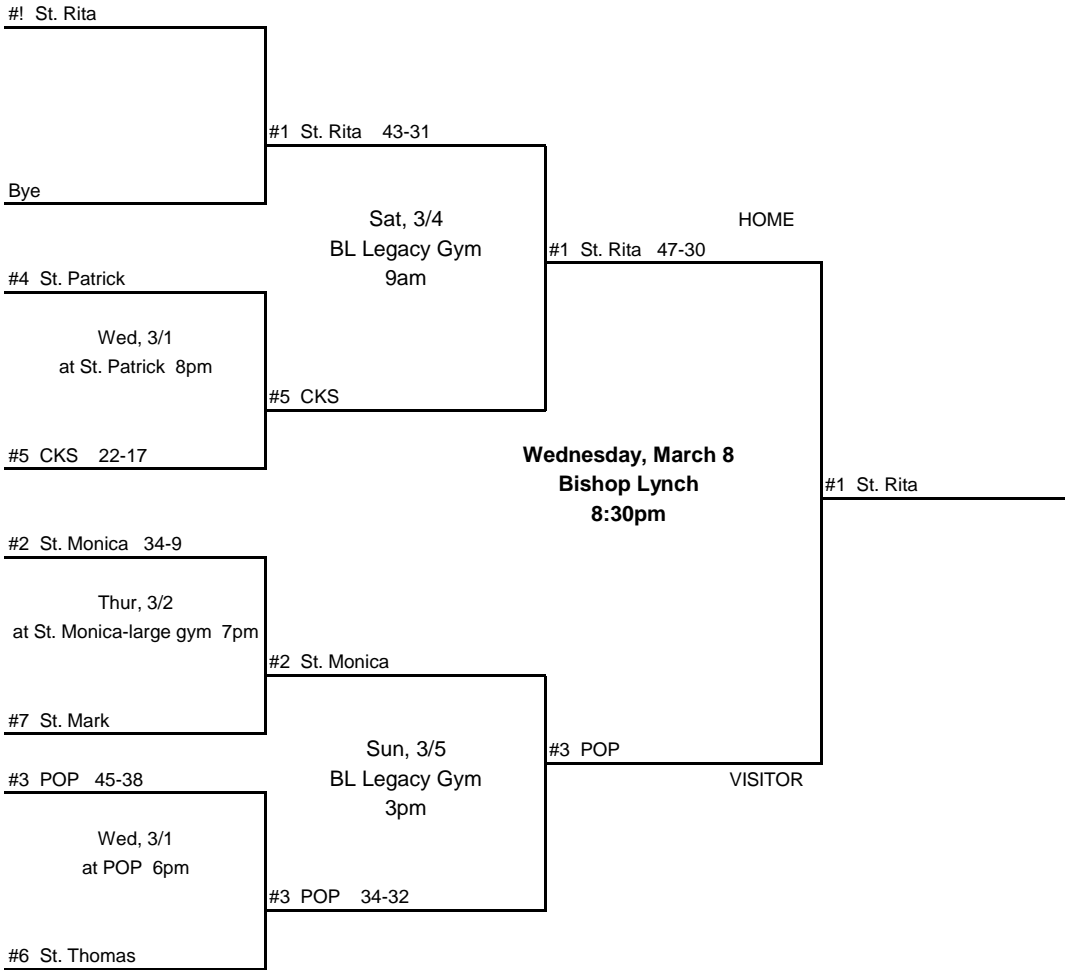 #! St. Rita
#1 St. Rita 43-31
Bye
Sat, 3/4
BL Legacy Gym
9am
HOME
#1 St. Rita 47-30
#4 St. Patrick
Wed, 3/1
at St. Patrick 8pm
#5 CKS
#5 CKS 22-17
Wednesday, March 8
Bishop Lynch
8:30pm
#1 St. Rita
#2 St. Monica 34-9
Thur, 3/2
at St. Monica-large gym 7pm
#2 St. Monica
#7 St. Mark
Sun, 3/5
BL Legacy Gym
3pm
#3 POP
VISITOR
#3 POP 45-38
Wed, 3/1
at POP 6pm
#3 POP 34-32
#6 St. Thomas